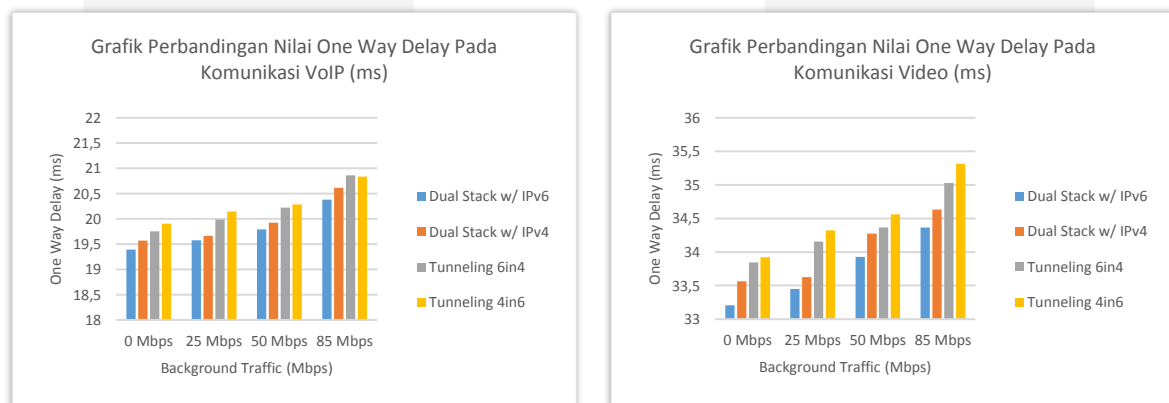 Grafik Perbandingan Nilai One Way Delay Pada
Komunikasi VoIP (ms)
22
21,5
21
20,5
20
19,5
19
18,5
18
One Way Delay (ms)
0 Mbps 25 Mbps 50 Mbps 85 Mbps
Background Traffic (Mbps)
Dual Stack w/ IPv6
Dual Stack w/ IPv4
Tunneling 6in4
Tunneling 4in6
Grafik Perbandingan Nilai One Way Delay Pada
Komunikasi Video (ms)
36
35,5
35
34,5
34
33,5
33
One Way Delay (ms)
0 Mbps 25 Mbps 50 Mbps 85 Mbps
Background Traffic (Mbps)
Dual Stack w/ IPv6
Dual Stack w/ IPv4
Tunneling 6in4
Tunneling 4in6